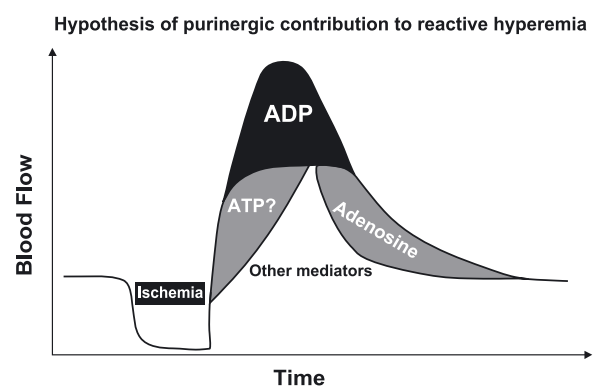 Hypothesis of purinergic contribution to reactive hyperemia
Blood Flow
ADP
ATP?
Adenosine
Other mediators
Ischemia
Time